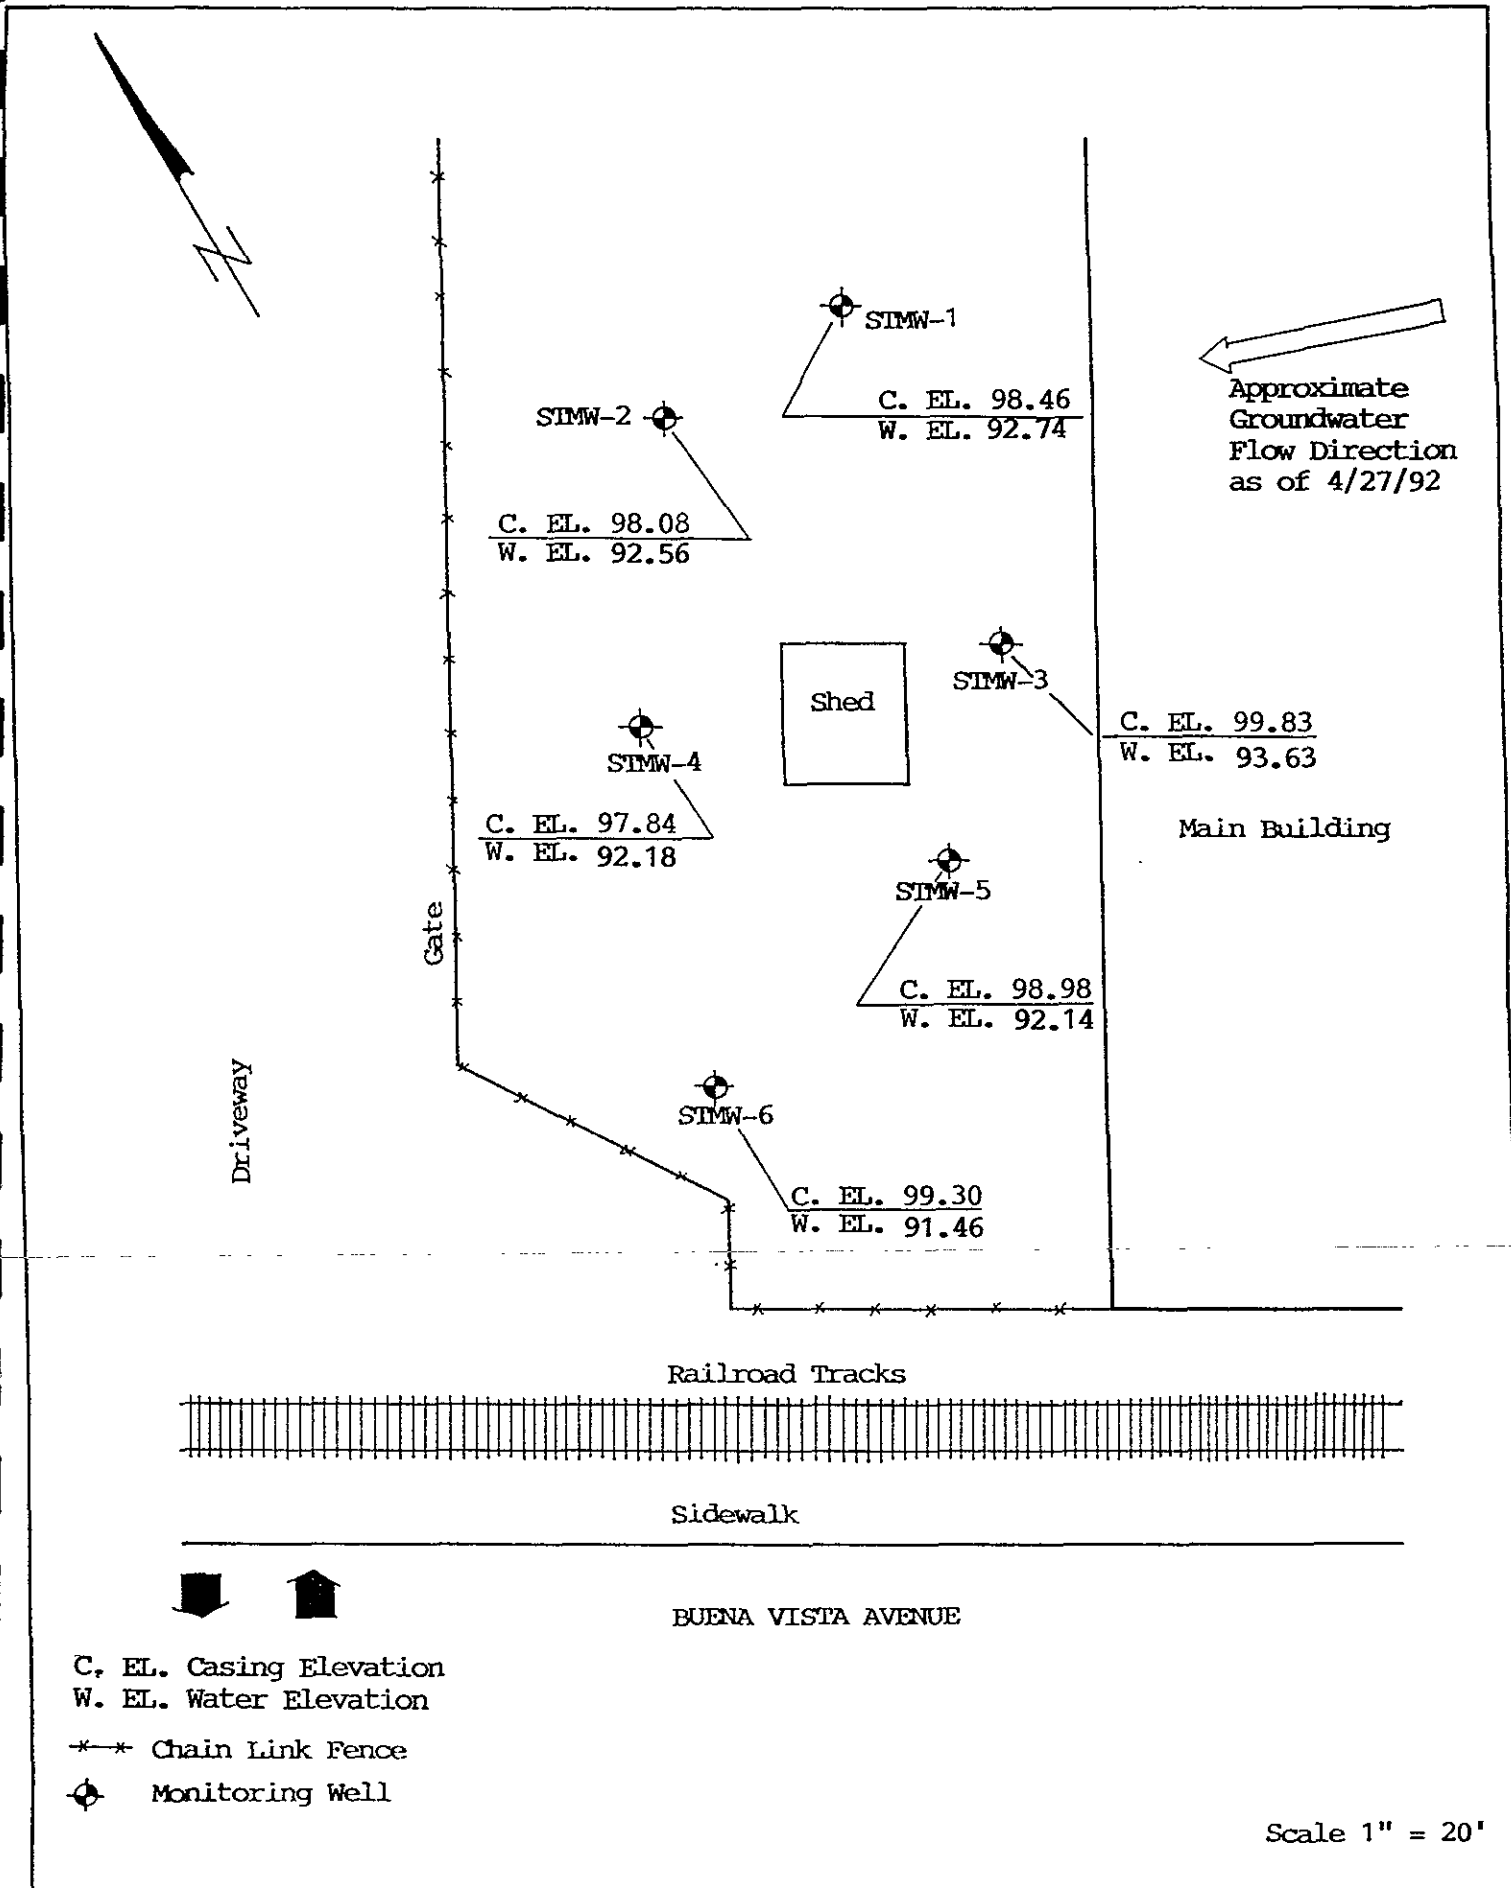 N
STMW-1
C. EL. 98.46
W. EL. 92.74
Approximate
Groundwater
Flow Direction
as of 4/27/92
STMW-2
C. EL. 98.08
W. EL. 92.56
STMW-3
C. EL. 99.83
W. EL. 93.63
Shed
STMW-4
C. EL. 97.84
W. EL. 92.18
Main Building
STMW-5
C. EL. 98.98
W. EL. 92.14
Gate
Driveway
STMW-6
C. EL. 99.30
W. EL. 91.46
Railroad Tracks
Sidewalk
BUENA VISTA AVENUE
C. EL. Casing Elevation
W. EL. Water Elevation
Chain Link Fence
Monitoring Well
Scale 1" = 20'